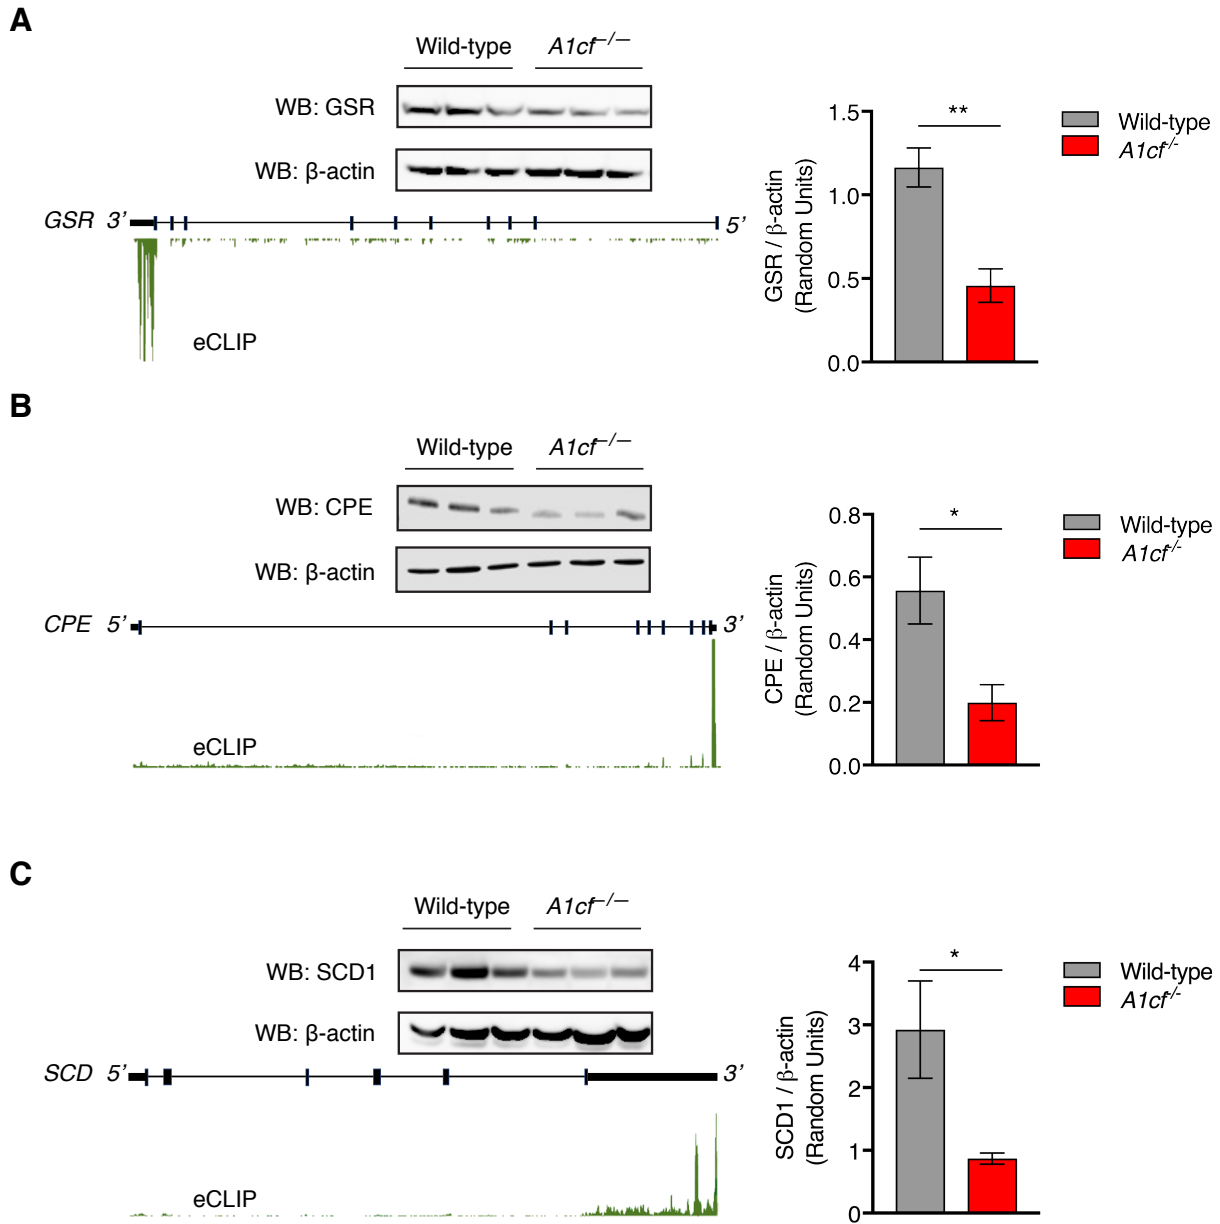 A
Wild-type A1cf–/–
WB: GSR
WB: β-actin
GSR 3’ 5’
eCLIP
GSR / β-actin
(Random Units)
1.5
1.0
0.5
0.0
**
Wild-type
A1cf-/-
B
Wild-type A1cf–/–
WB: CPE
WB: β-actin
CPE 5’ 3’
eCLIP
CPE / β-actin
(Random Units)
0.8
0.6
0.4
0.2
0.0
*
Wild-type
A1cf-/-
C
Wild-type A1cf–/–
WB: SCD1
WB: β-actin
SCD 5’ 3’
eCLIP
SCD1 / β-actin
(Random Units)
4
3
2
1
0
*
Wild-type
A1cf-/-